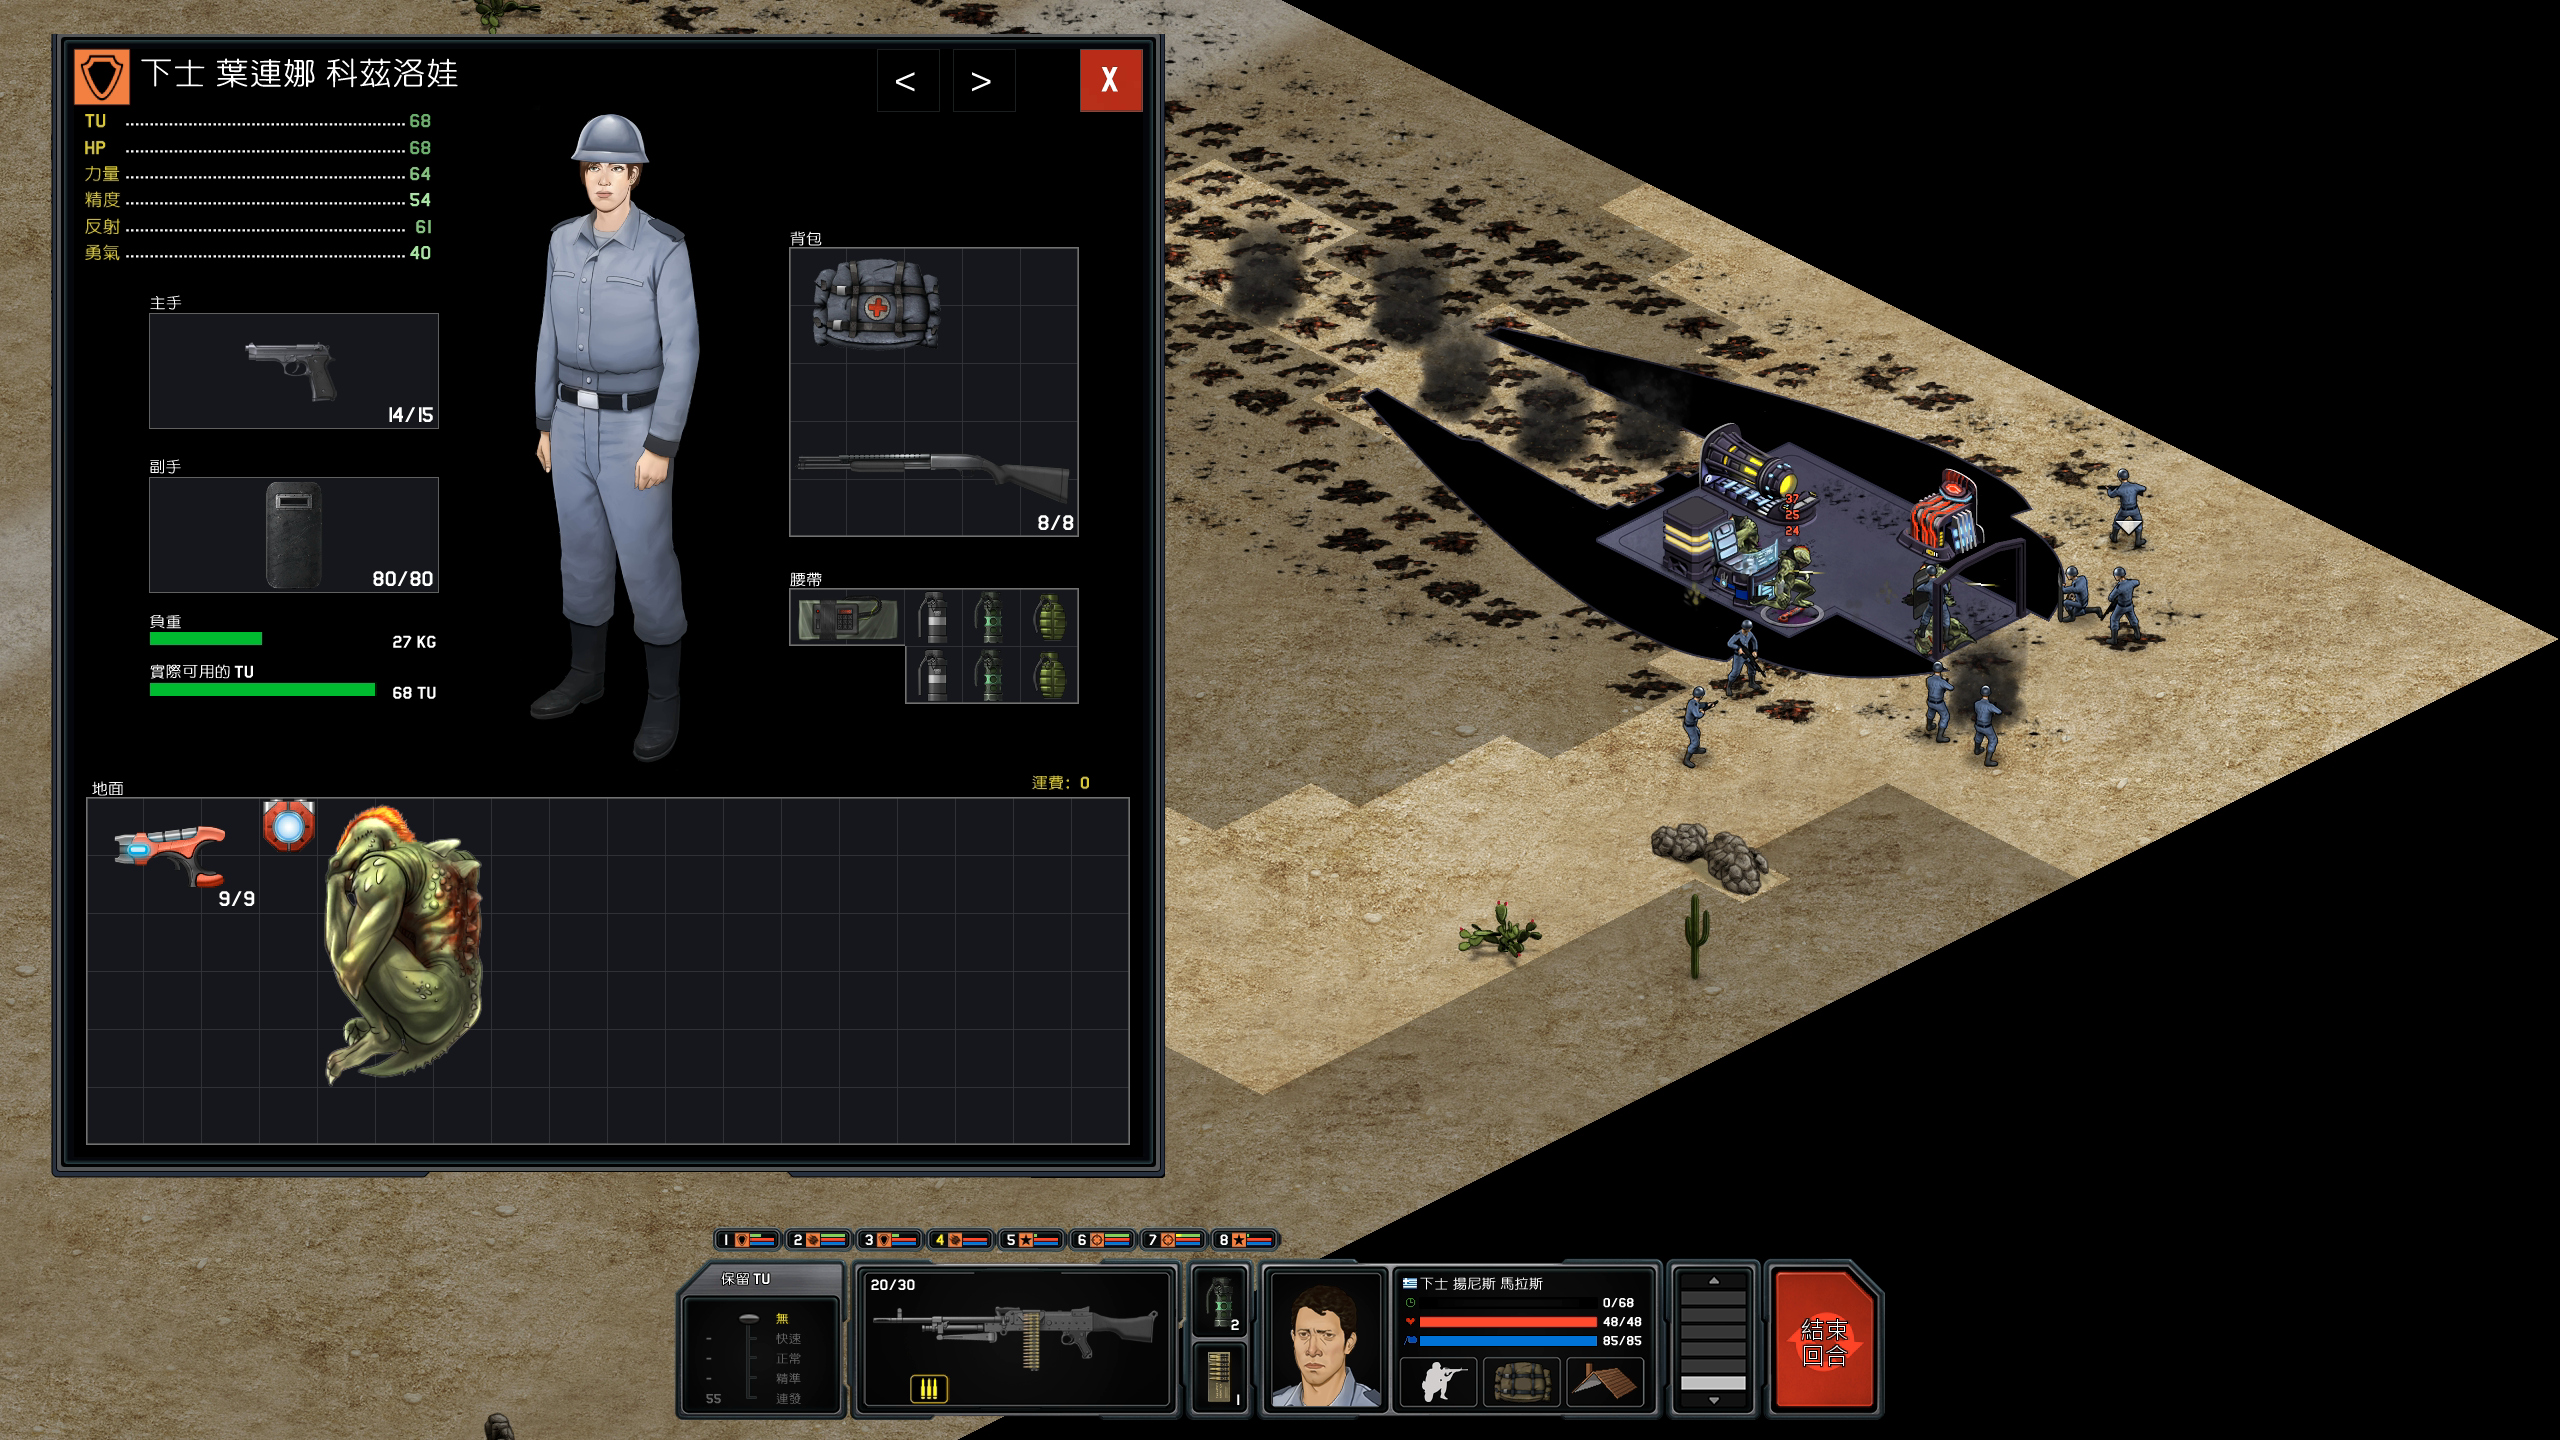 下士 葉連娜 科茲洛娃
< > X
TU 68
HP 68
力量 64
精度 54
反射 61
勇氣 40
主手
14/15
副手
80/80
負重
27 KG
實際可用的 TU
68 TU
背包
8/8
腰帶
運費: 0
地面
9/9
37
25
24
1 2 3 4 5 6 7 8
保留 TU
無
- 快速
- 正常
- 精準
55 連發
20/30
2
1
下士 揚尼斯 馬拉斯
0/68
48/48
85/85
結束
回合